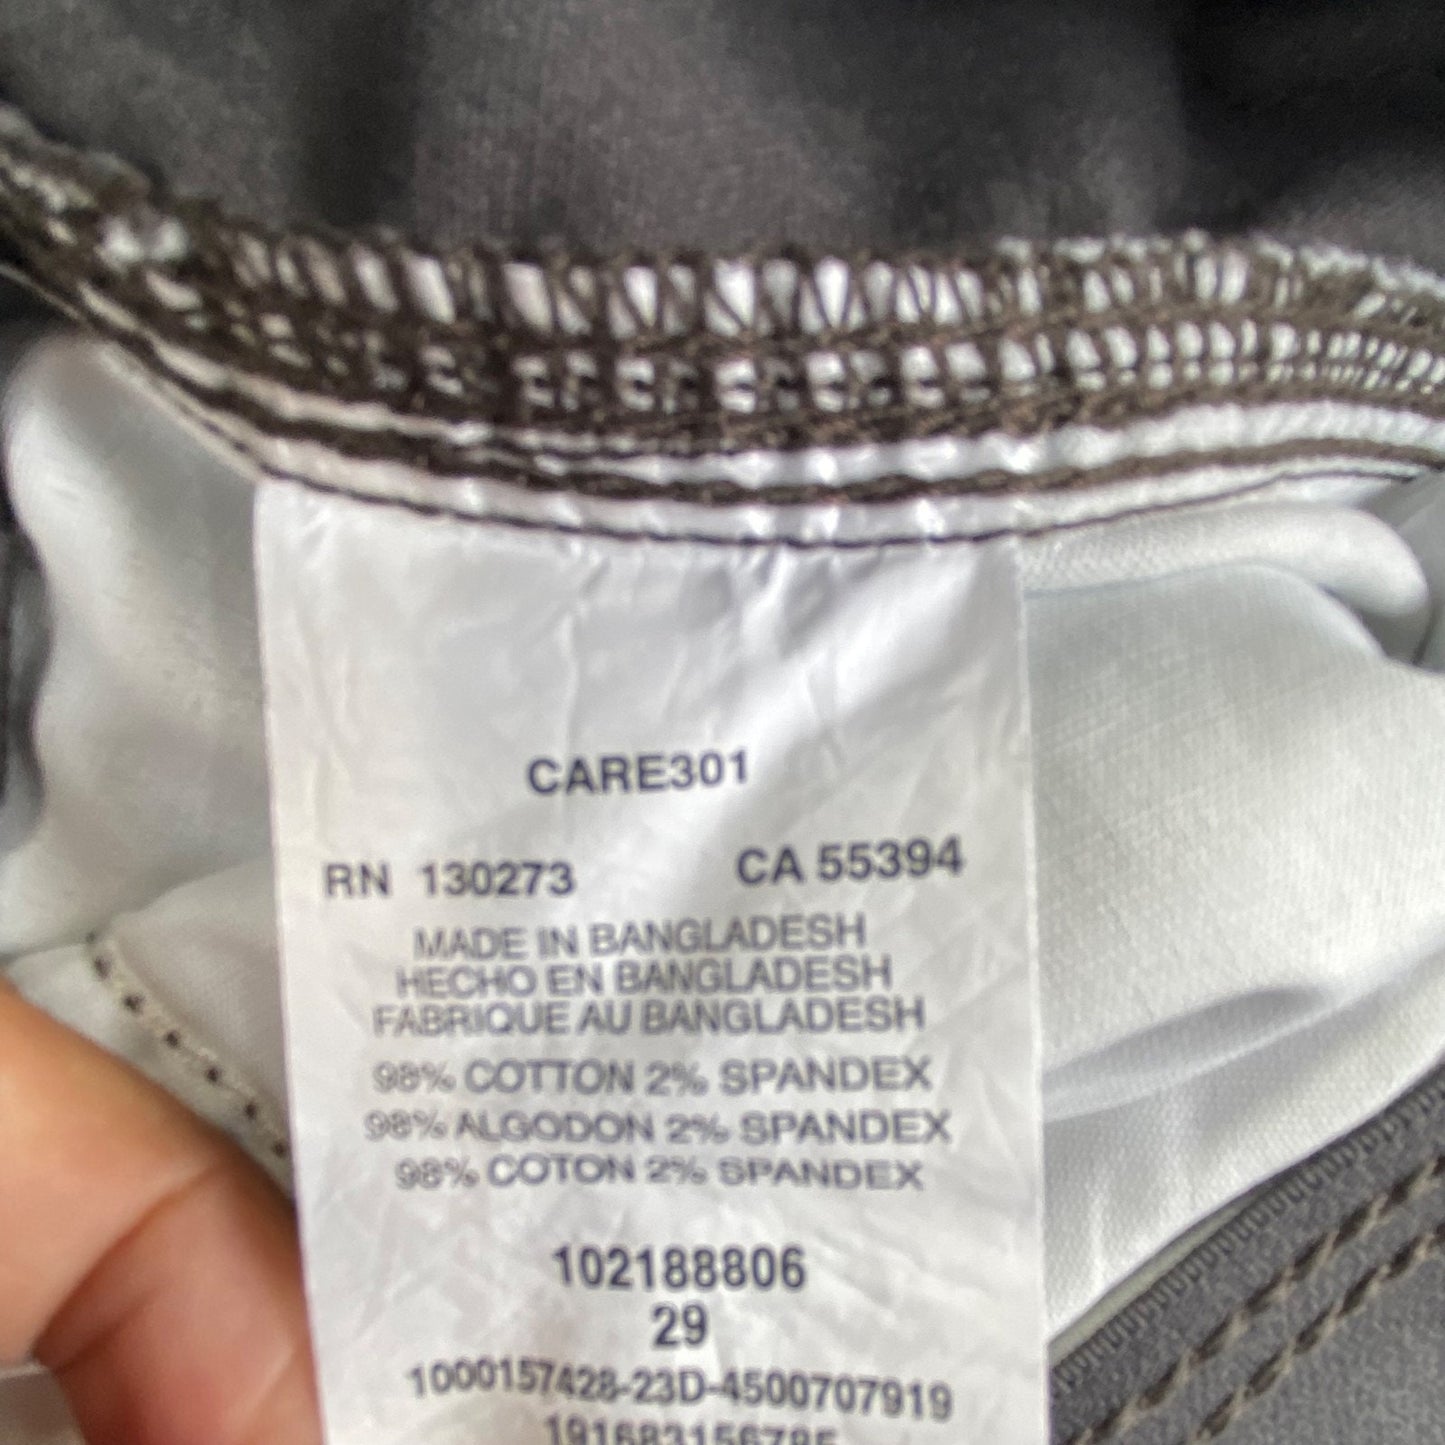 CARE301
RN 130273 CA 55394
MADE IN BANGLADESH
HECHO EN BANGLADESH
FABRIQUE AU BANGLADESH
98% COTTON 2% SPANDEX
98% ALGODON 2% SPANDEX
98% COTON 2% SPANDEX
102188806
29
1000157428-23D-4500707919